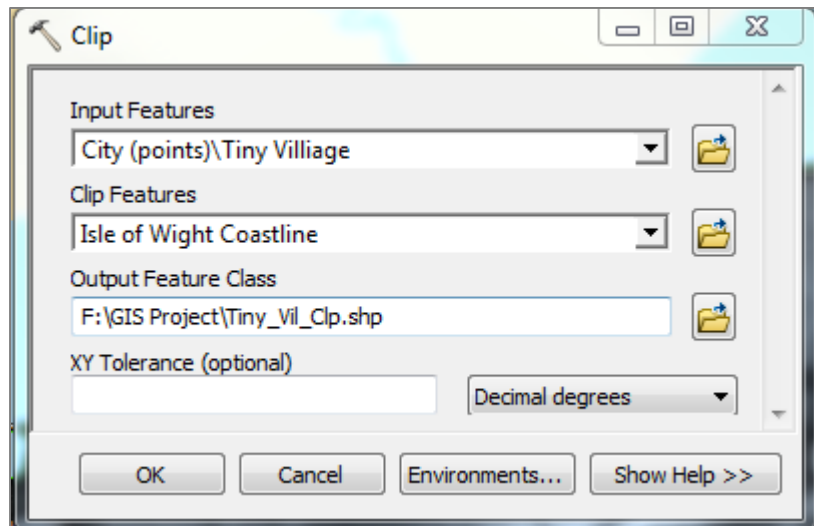 Clip
Input Features
City (points)\Tiny Villiage
Clip Features
Isle of Wight Coastline
Output Feature Class
F:\GIS Project\Tiny_Vil_Clp.shp
XY Tolerance (optional)
Decimal degrees
OK Cancel Environments... Show Help >>